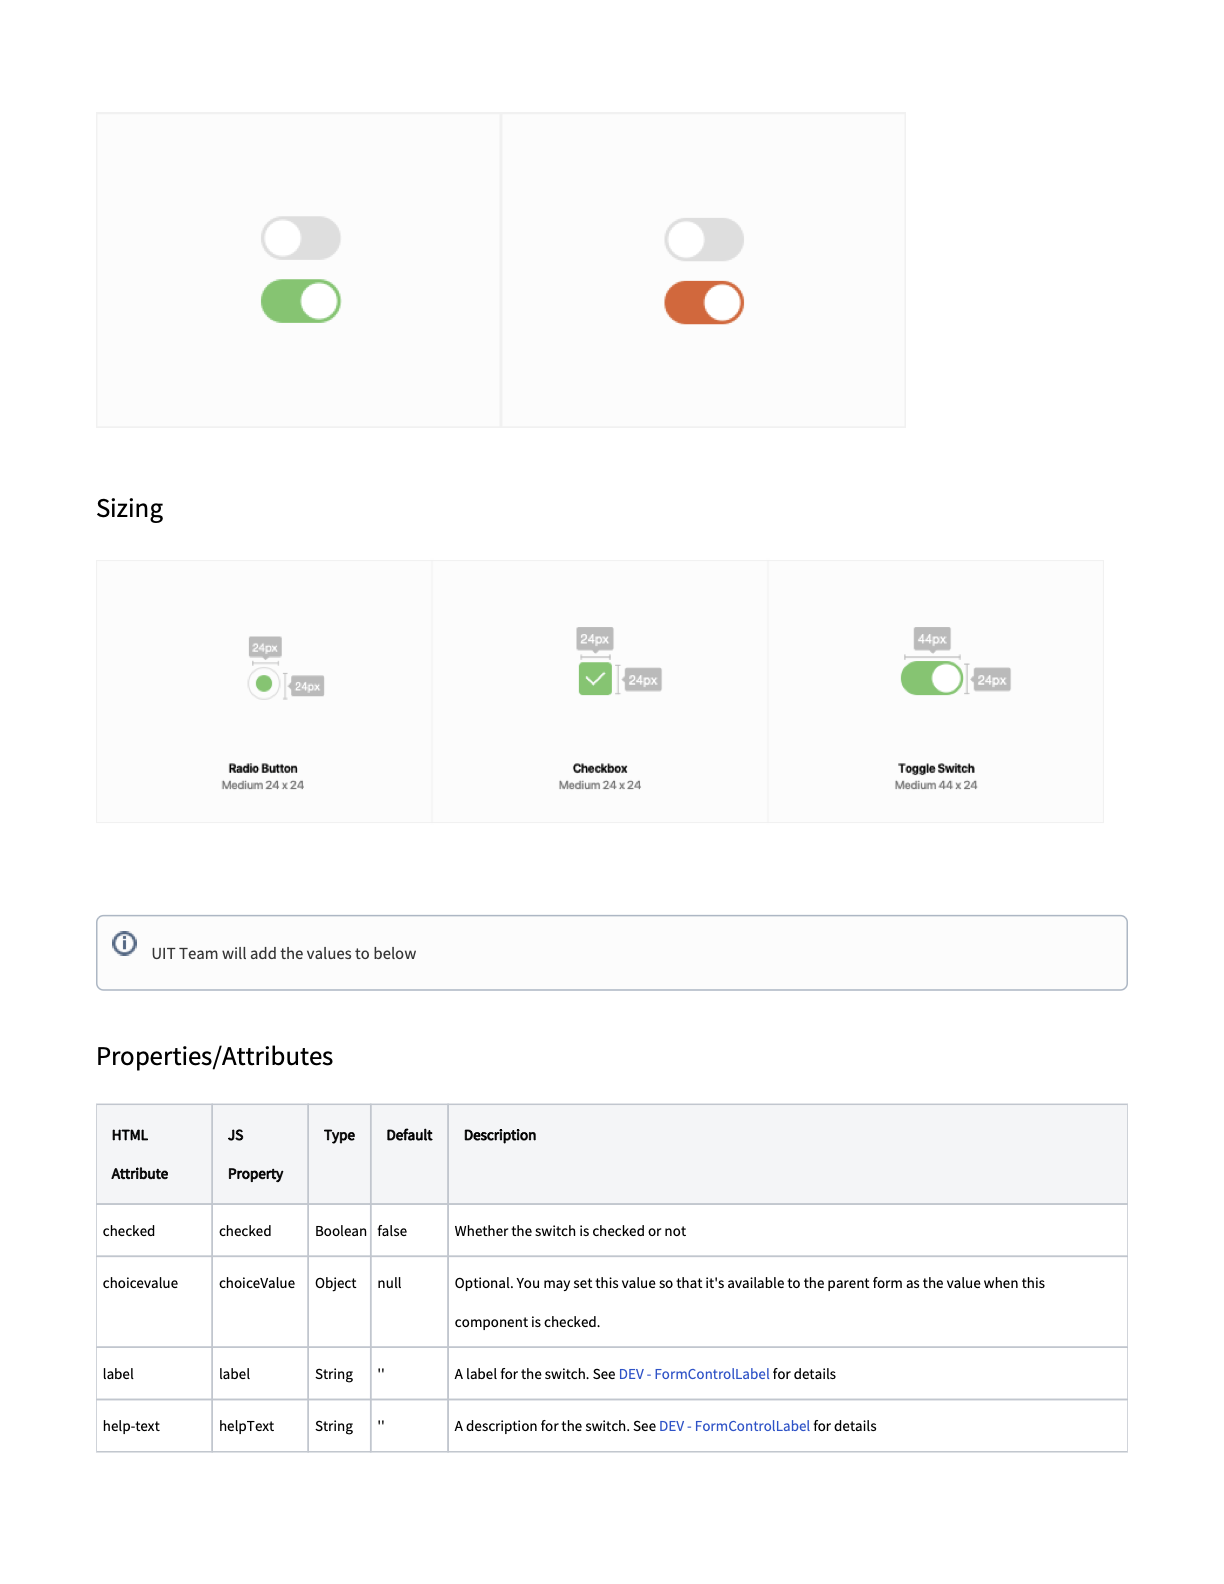 Sizing
24px
24px
24px
24px
44px
24px
Radio Button
Medium 24 x 24
Checkbox
Medium 24 x 24
Toggle Switch
Medium 44 x 24
UIT Team will add the values to below
Properties/Attributes
HTML Attribute JS Property Type Default Description
checked checked Boolean false Whether the switch is checked or not
choicevalue choiceValue Object null Optional. You may set this value so that it's available to the parent form as the value when this
component is checked.
label label String '' A label for the switch. See DEV - FormControlLabel for details
help-text helpText String '' A description for the switch. See DEV - FormControlLabel for details